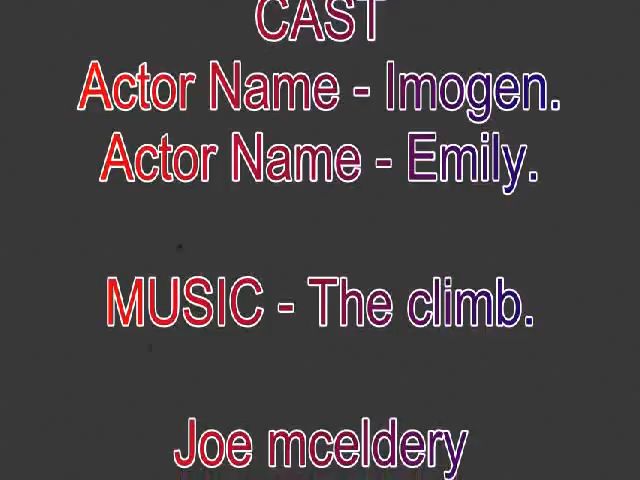 CAST
Actor Name - Imogen.
Actor Name - Emily.
MUSIC - The climb.
Joe mceldery